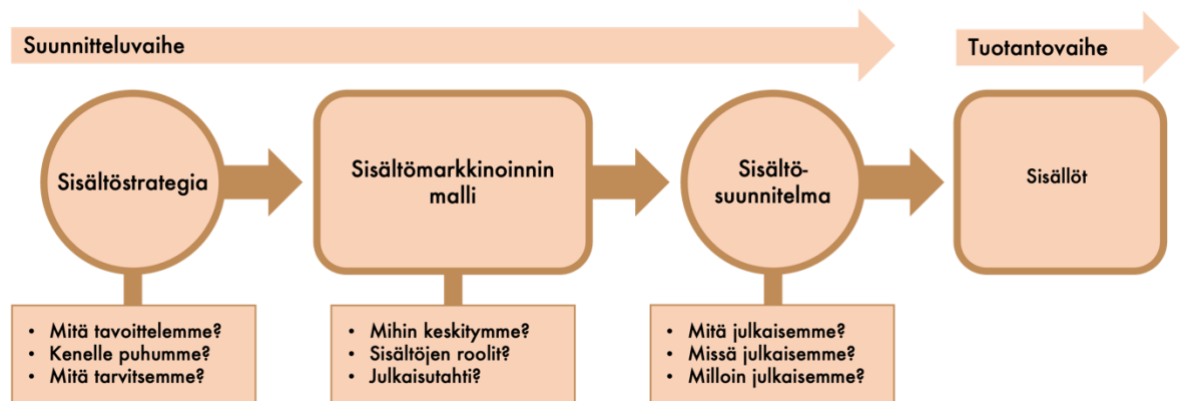 Suunnitteluvaihe
Tuotantovaihe
Sisältöstrategia
Sisältömarkkinoinnin
malli
Sisältö-
suunnitelma
Sisällöt
• Mitä tavoittelemme?
• Kenelle puhumme?
• Mitä tarvitsemme?
• Mihin keskitymme?
• Sisältöjen roolit?
• Julkaisutahti?
• Mitä julkaisemme?
• Missä julkaisemme?
• Milloin julkaisemme?